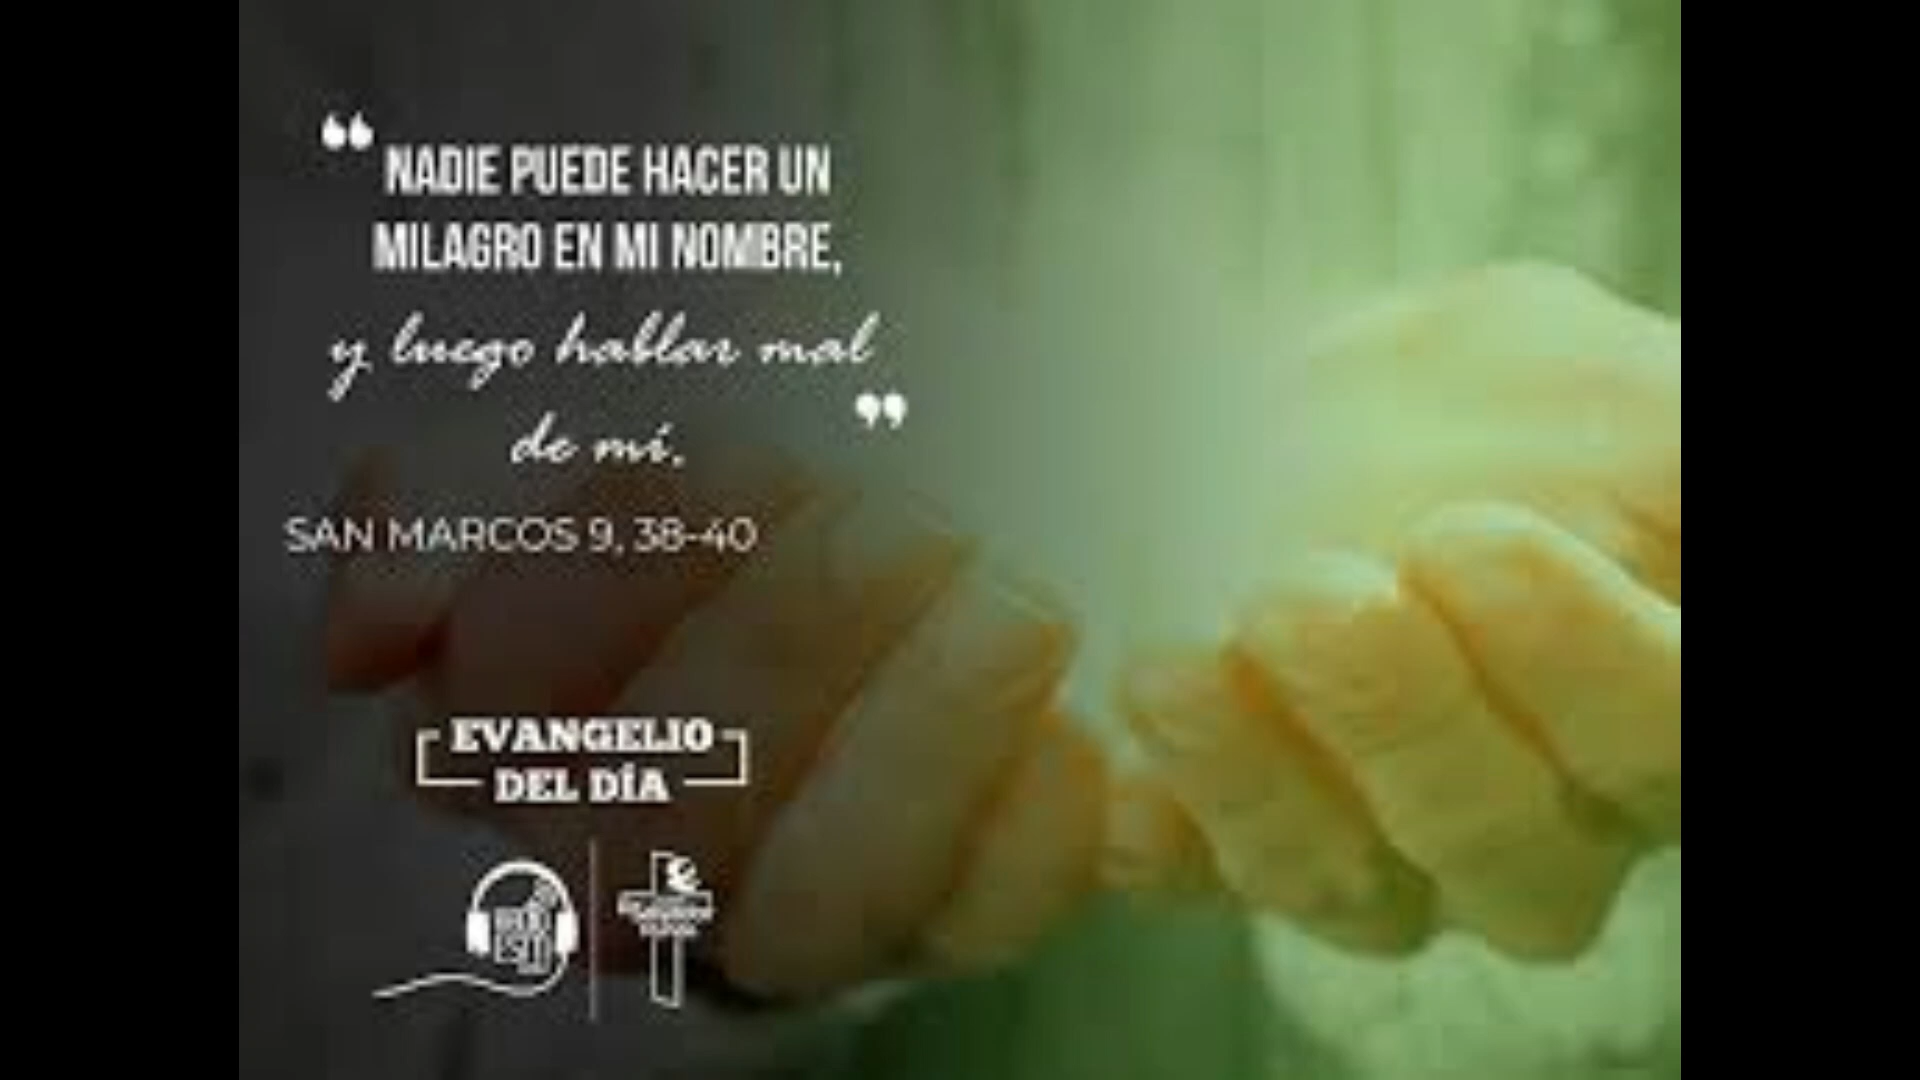 “ NADIE PUEDE HACER UN
MILAGRO EN MI NOMBRE,
y luego hablar mal
de mí. ”
SAN MARCOS 9, 38-40
EVANGELIO
DEL DÍA